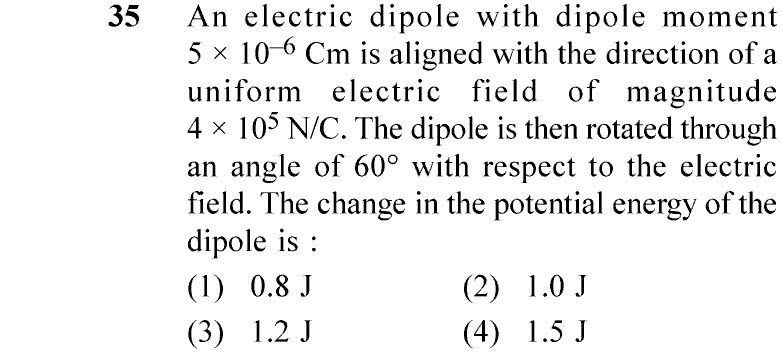 35 An electric dipole with dipole moment
5 × 10⁻⁶ Cm is aligned with the direction of a
uniform electric field of magnitude
4 × 10⁵ N/C. The dipole is then rotated through
an angle of 60° with respect to the electric
field. The change in the potential energy of the
dipole is :
(1) 0.8 J (2) 1.0 J
(3) 1.2 J (4) 1.5 J